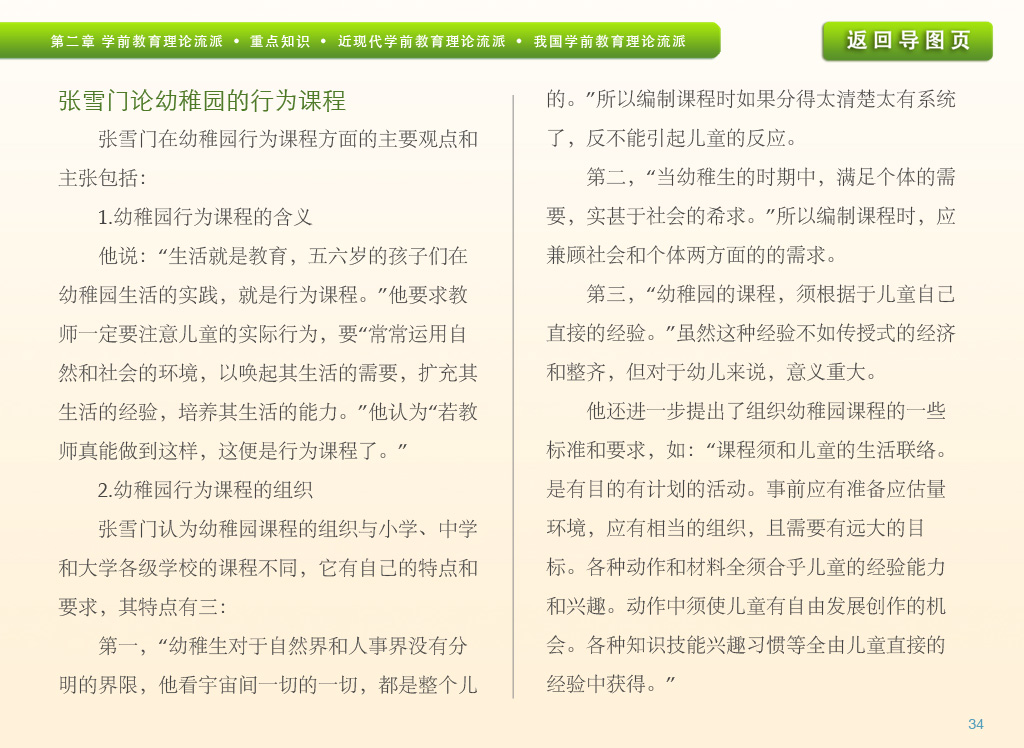 第二章 学前教育理论流派 • 重点知识 • 近现代学前教育理论流派 • 我国学前教育理论流派
返回导图页
张雪门论幼稚园的行为课程
张雪门在幼稚园行为课程方面的主要观点和
主张包括：
1.幼稚园行为课程的含义
他说：“生活就是教育，五六岁的孩子们在
幼稚园生活的实践，就是行为课程。”他要求教
师一定要注意儿童的实际行为，要“常常运用自
然和社会的环境，以唤起其生活的需要，扩充其
生活的经验，培养其生活的能力。”他认为“若教
师真能做到这样，这便是行为课程了。”
2.幼稚园行为课程的组织
张雪门认为幼稚园课程的组织与小学、中学
和大学各级学校的课程不同，它有自己的特点和
要求，其特点有三：
第一，“幼稚生对于自然界和人事界没有分
明的界限，他看宇宙间一切的一切，都是整个儿
的。”所以编制课程时如果分得太清楚太有系统
了，反不能引起儿童的反应。
第二，“当幼稚生的时期中，满足个体的需
要，实甚于社会的希求。”所以编制课程时，应
兼顾社会和个体两方面的的需求。
第三，“幼稚园的课程，须根据于儿童自己
直接的经验。”虽然这种经验不如传授式的经济
和整齐，但对于幼儿来说，意义重大。
他还进一步提出了组织幼稚园课程的一些
标准和要求，如：“课程须和儿童的生活联络。
是有目的有计划的活动。事前应有准备应估量
环境，应有相当的组织，且需要有远大的目
标。各种动作和材料全须合乎儿童的经验能力
和兴趣。动作中须使儿童有自由发展创作的机
会。各种知识技能兴趣习惯等全由儿童直接的
经验中获得。”
34